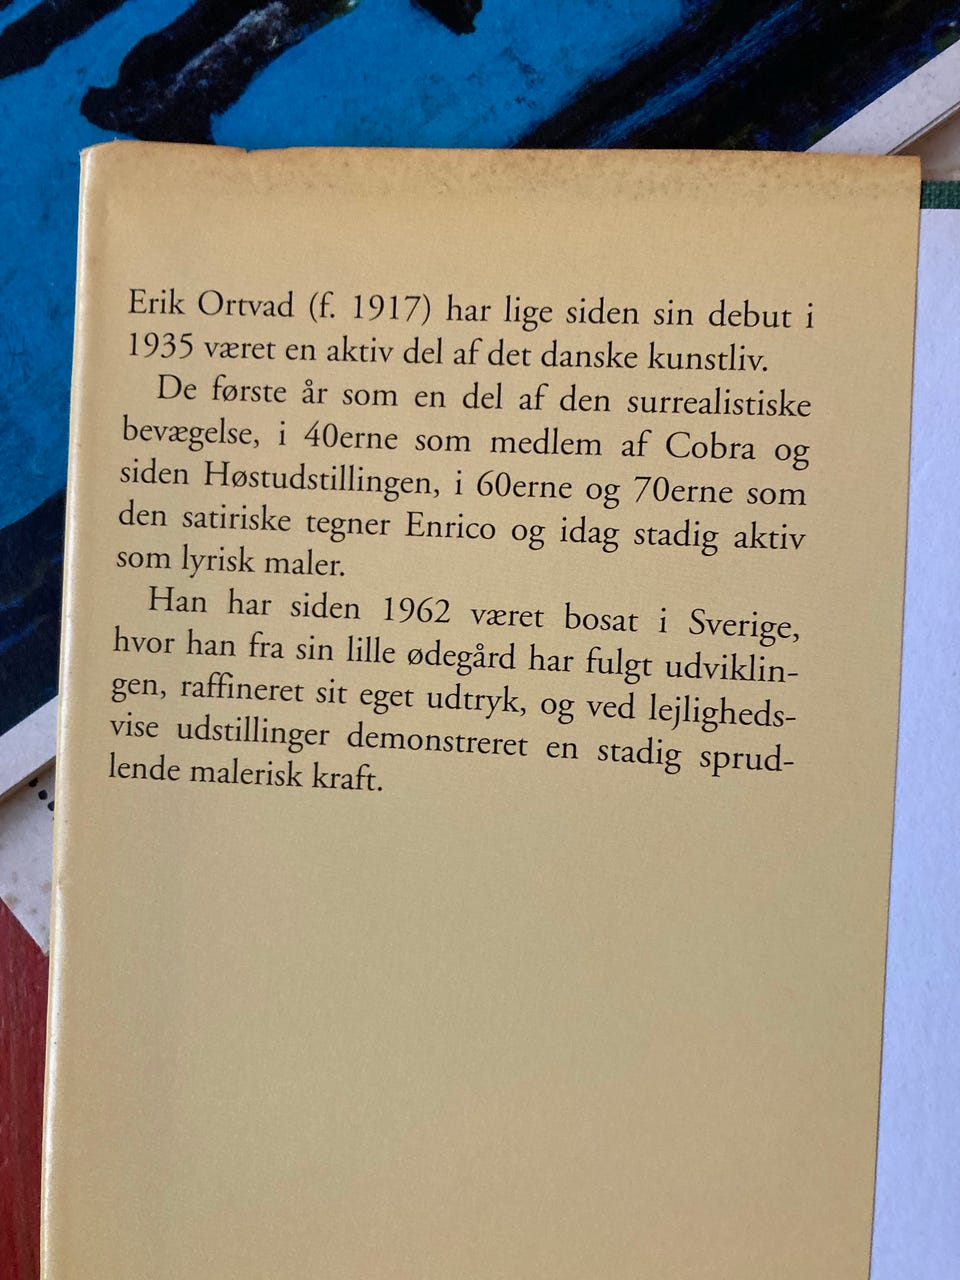 Erik Ortvad (f. 1917) har lige siden sin debut i
1935 været en aktiv del af det danske kunstliv.
De første år som en del af den surrealistiske
bevægelse, i 40erne som medlem af Cobra og
siden Høstudstillingen, i 60erne og 70erne som
den satiriske tegner Enrico og idag stadig aktiv
som lyrisk maler.
Han har siden 1962 været bosat i Sverige,
hvor han fra sin lille ødegård har fulgt udviklin-
gen, raffineret sit eget udtryk, og ved lejligheds-
vise udstillinger demonstreret en stadig sprud-
lende malerisk kraft.